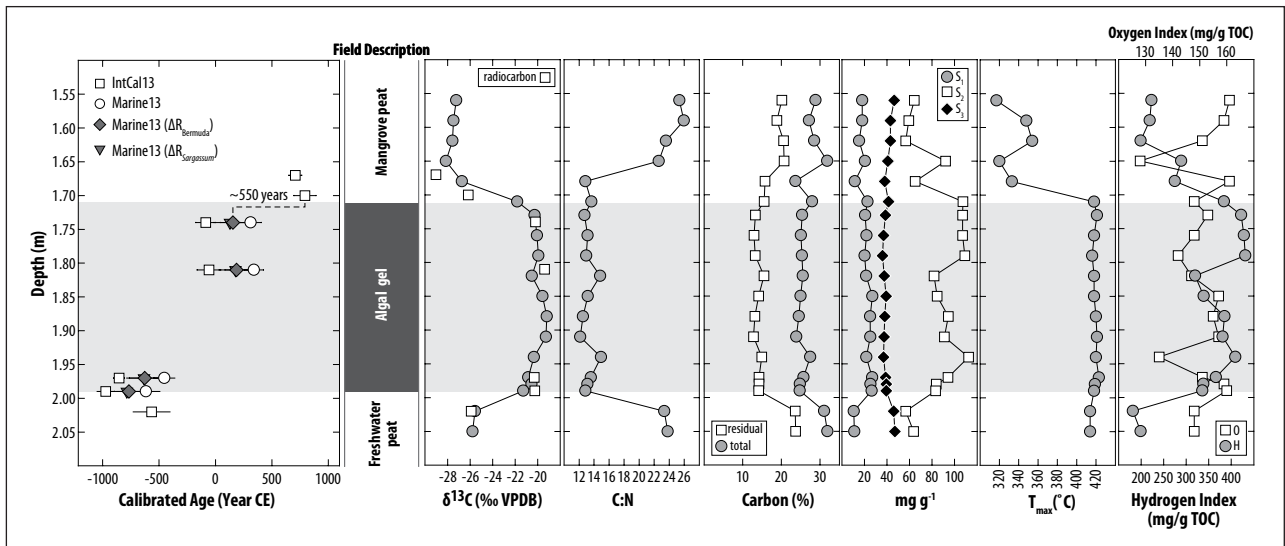 Oxygen Index (mg/g TOC)
130 140 150 160
Field Description
IntCal13
Marine13
Marine13 (ΔR Bermuda)
Marine13 (ΔR Sargassum)
radiocarbon
S1
S2
S3
1.55
1.60
1.65
1.70
1.75
1.80
1.85
1.90
1.95
2.00
2.05
Depth (m)
~550 years
Mangrove peat
Algal gel
Freshwater
peat
residual
total
O
H
-1000 -500 0 500 1000
-28 -26 -24 -22 -20
12 13 14 16 18 20 22 24 26
10 20 30
20 40 60 80 100
320 340 360 380 400 420
200 250 300 350 400
Calibrated Age (Year CE)
δ13C (‰ VPDB)
C:N
Carbon (%)
mg g-1
Tmax(˚C)
Hydrogen Index
(mg/g TOC)